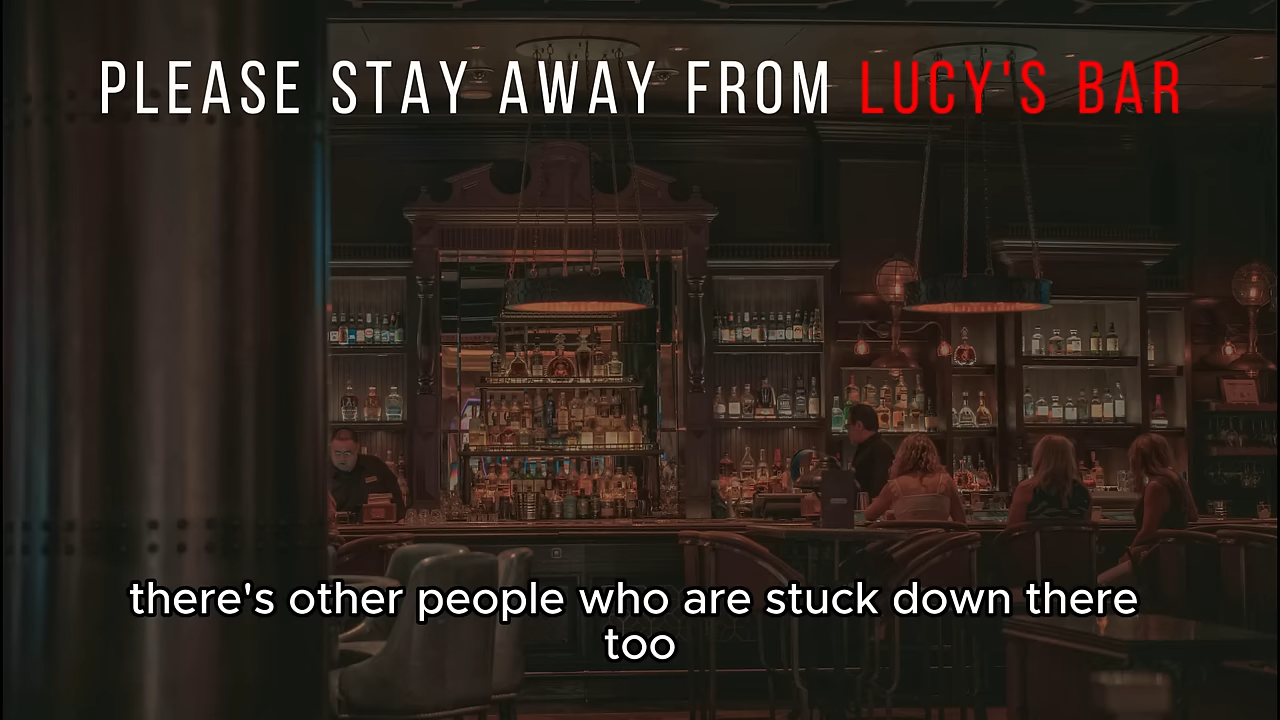 PLEASE STAY AWAY FROM LUCY'S BAR
there's other people who are stuck down there
too